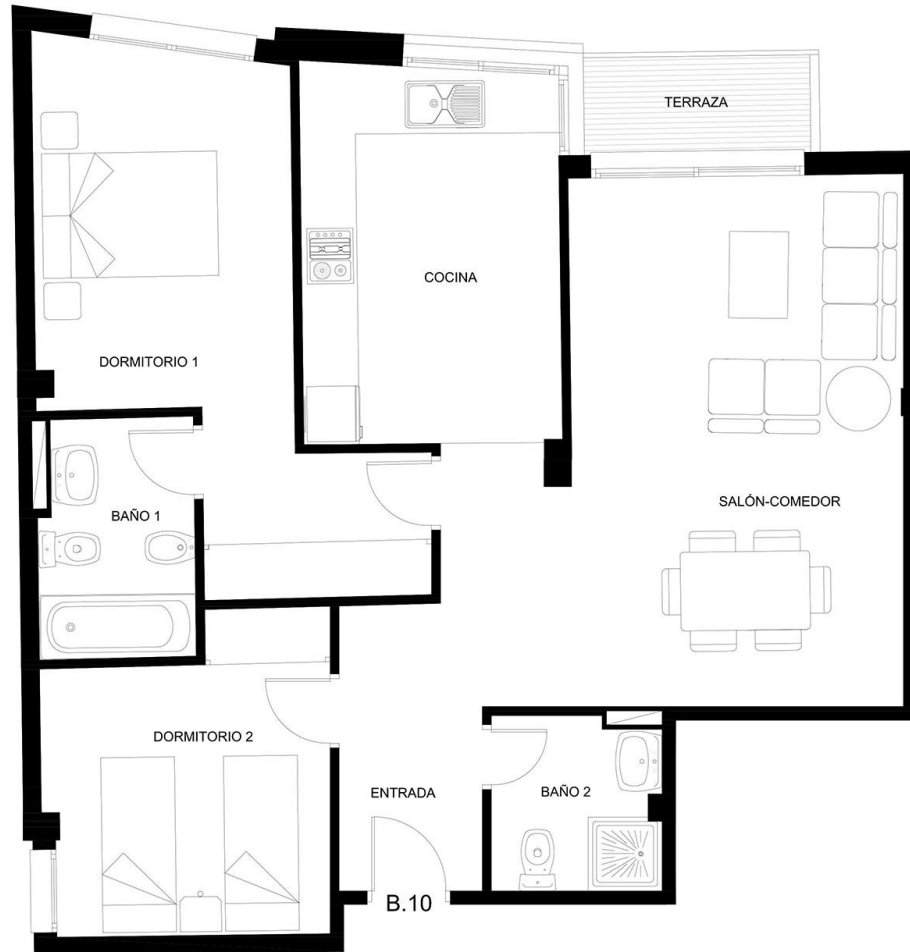 TERRAZA
COCINA
DORMITORIO 1
SALÓN-COMEDOR
BAÑO 1
DORMITORIO 2
ENTRADA
BAÑO 2
B.10